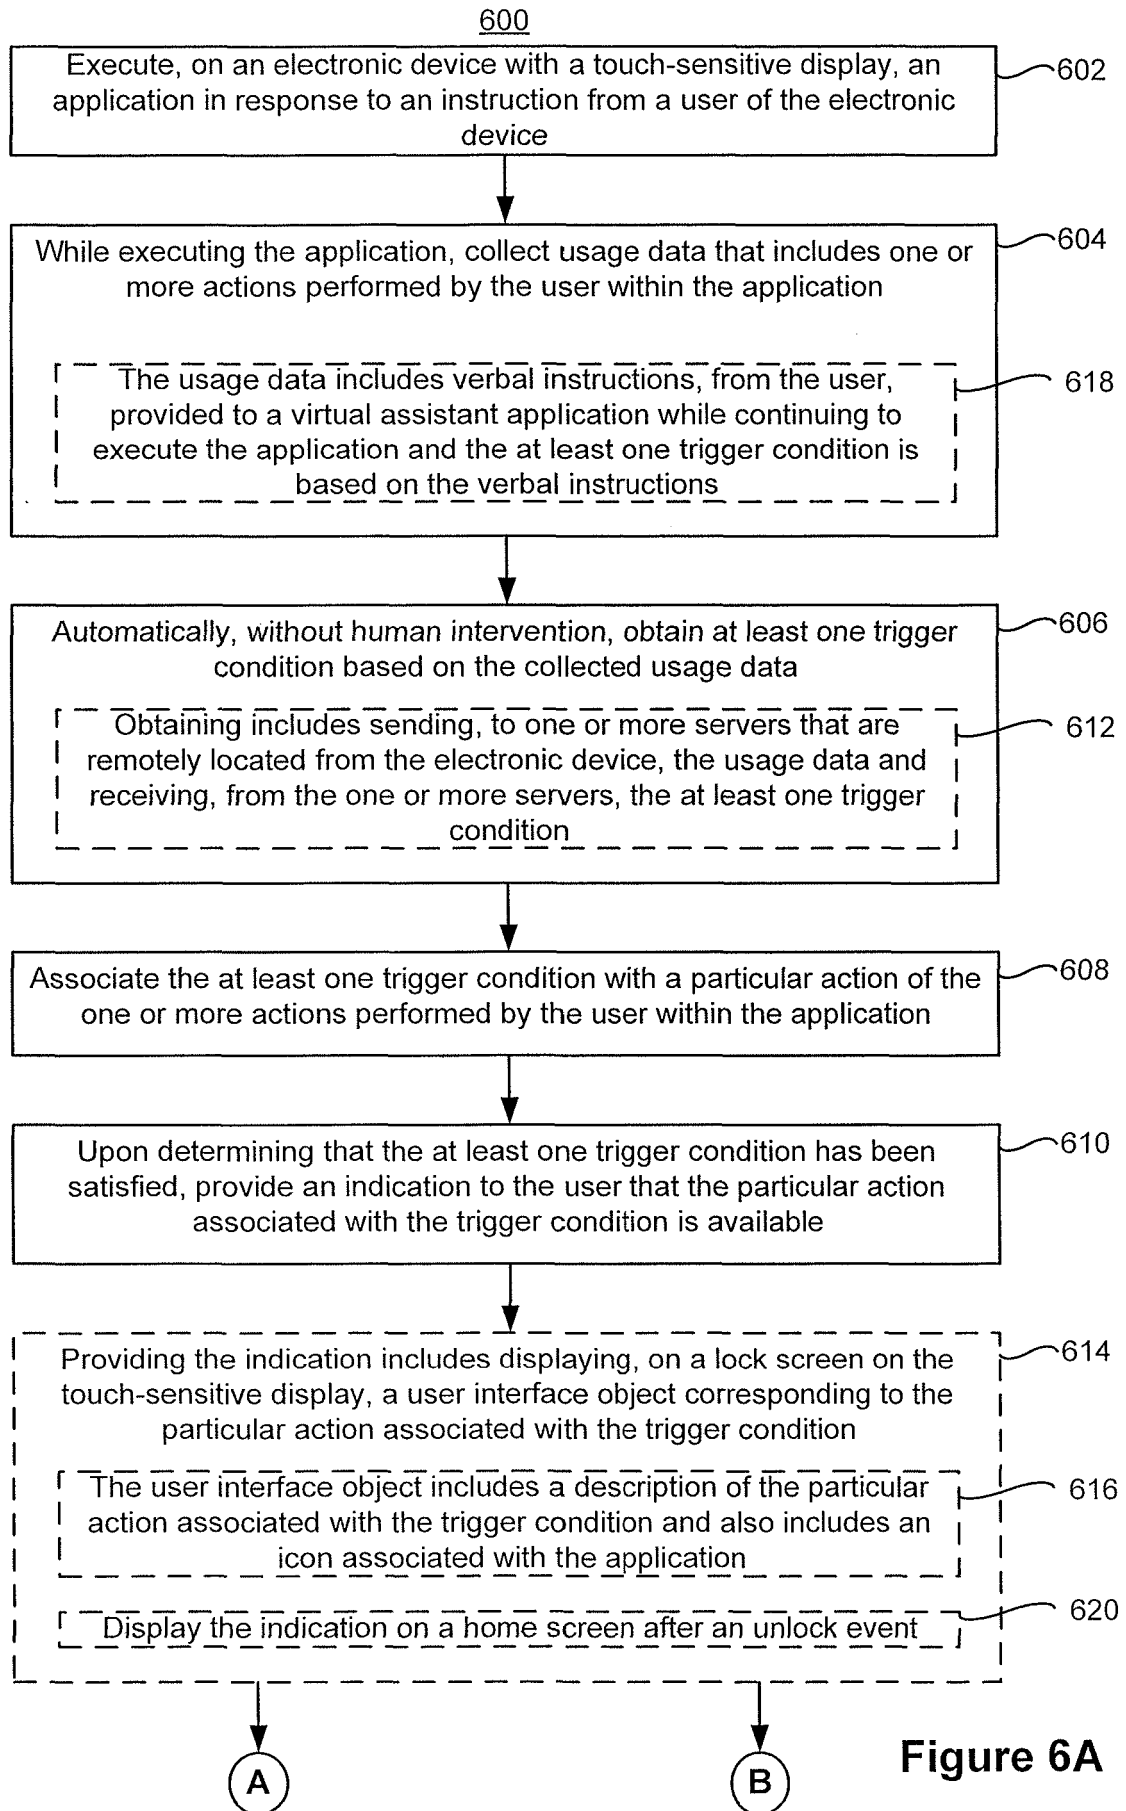 600
Execute, on an electronic device with a touch-sensitive display, an
application in response to an instruction from a user of the electronic
device
602
While executing the application, collect usage data that includes one or
more actions performed by the user within the application
604
The usage data includes verbal instructions, from the user,
provided to a virtual assistant application while continuing to
execute the application and the at least one trigger condition is
based on the verbal instructions
618
Automatically, without human intervention, obtain at least one trigger
condition based on the collected usage data
606
Obtaining includes sending, to one or more servers that are
remotely located from the electronic device, the usage data and
receiving, from the one or more servers, the at least one trigger
condition
612
Associate the at least one trigger condition with a particular action of the
one or more actions performed by the user within the application
608
Upon determining that the at least one trigger condition has been
satisfied, provide an indication to the user that the particular action
associated with the trigger condition is available
610
Providing the indication includes displaying, on a lock screen on the
touch-sensitive display, a user interface object corresponding to the
particular action associated with the trigger condition
614
The user interface object includes a description of the particular
action associated with the trigger condition and also includes an
icon associated with the application
616
Display the indication on a home screen after an unlock event
620
A
B
Figure 6A